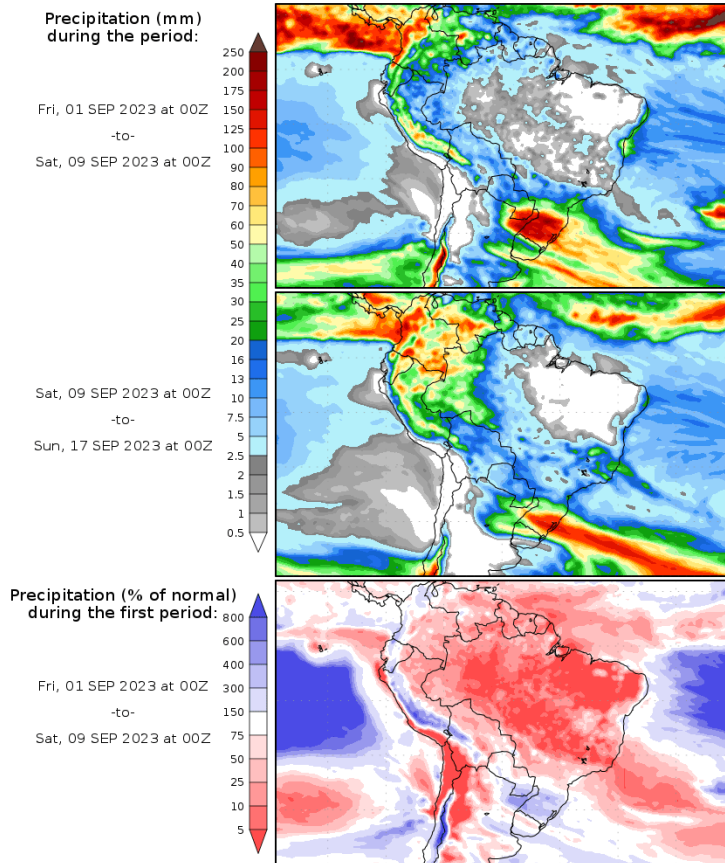 Precipitation (mm)
during the period:
Fri, 01 SEP 2023 at 00Z
-to-
Sat, 09 SEP 2023 at 00Z
Sat, 09 SEP 2023 at 00Z
-to-
Sun, 17 SEP 2023 at 00Z
250
200
175
150
125
100
90
80
70
60
50
40
35
30
25
20
16
13
10
7.5
5
2.5
2
1.5
1
0.5
Precipitation (% of normal)
during the first period:
Fri, 01 SEP 2023 at 00Z
-to-
Sat, 09 SEP 2023 at 00Z
800
600
400
300
150
75
50
25
10
5